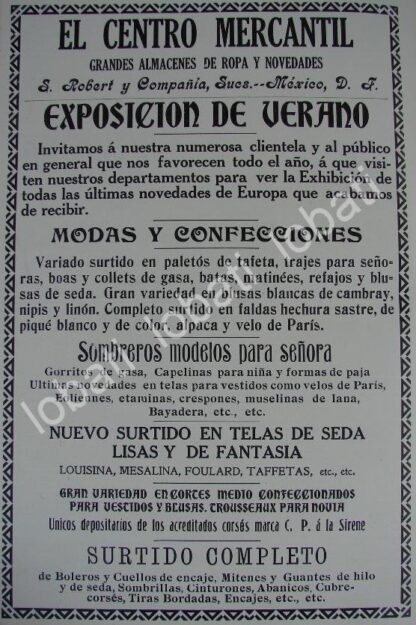 EL CENTRO MERCANTIL
GRANDES ALMACENES DE ROPA Y NOVEDADES
S. Robert y Compañía, Sucs.--México, D. F.
EXPOSICION DE VERANO
Invitamos á nuestra numerosa clientela y al público
en general que nos favorecen todo el año, á que visi-
ten nuestros departamentos para ver la Exhibición de
todas las últimas novedades de Europa que acabamos
de recibir.
MODAS Y CONFECCIONES
Variado surtido en paletós de tafeta, trajes para seño-
ras, boas y collets de gasa, batas, matinées, refajos y blu-
sas de seda. Gran variedad en blusas blancas de cambray,
nipis y linón. Completo surtido en faldas hechura sastre, de
piqué blanco y de color, alpaca y velo de París.
Sombreros modelos para señora
Gorritos de gasa, Capelinas para niña y formas de paja
Ultimas novedades en telas para vestidos como velos de París,
Eoliennes, etaminas, crespones, muselinas de lana,
Bayadera, etc., etc.
NUEVO SURTIDO EN TELAS DE SEDA
LISAS Y DE FANTASIA
LOUISINA, MESALINA, FOULARD, TAFFETAS, etc., etc.
GRAN VARIEDAD EN CORTES MEDIO CONFECCIONADOS
PARA VESTIDOS Y BLUSAS. TROUSSEAUX PARA NOVIA
Unicos depositarios de los acreditados corsés marca C. P. á la Sirene
SURTIDO COMPLETO
de Boleros y Cuellos de encaje, Mitenes y Guantes de hilo
y de seda, Sombrillas, Cinturones, Abanicos, Cubre-
corsés, Tiras Bordadas, Encajes, etc., etc.
lobali lobali lobali